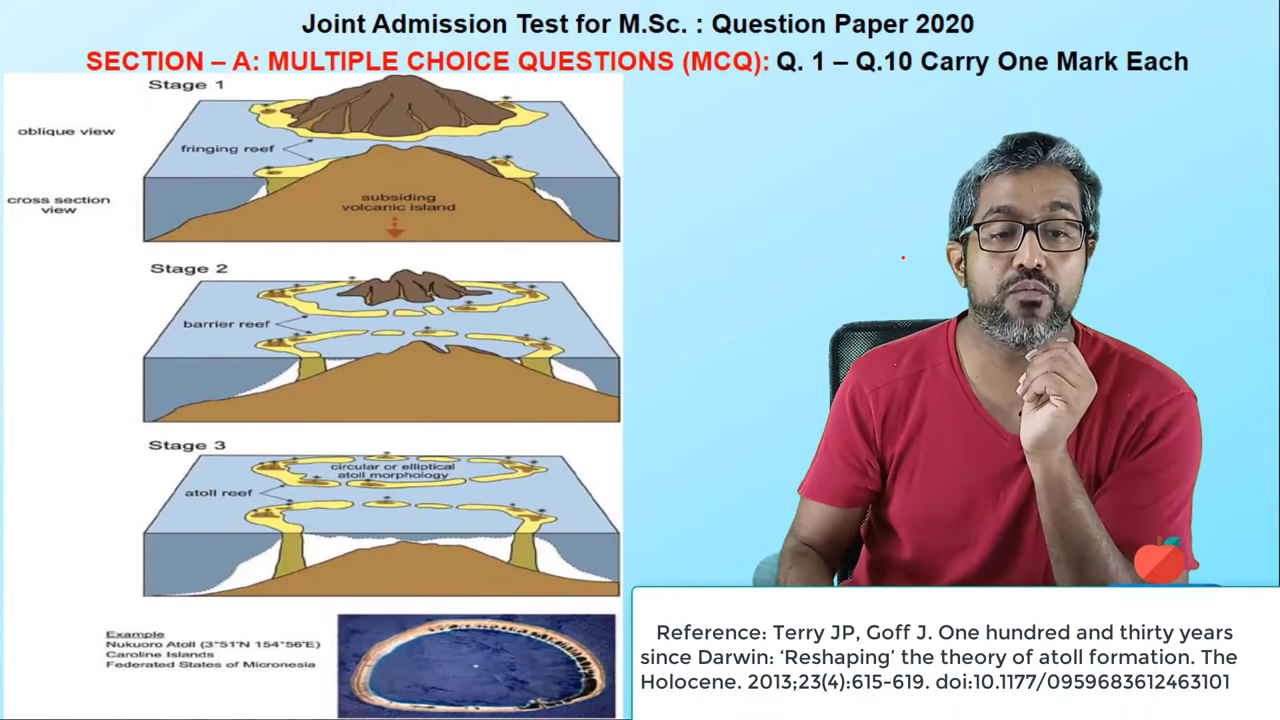 Joint Admission Test for M.Sc. : Question Paper 2020
SECTION – A: MULTIPLE CHOICE QUESTIONS (MCQ): Q. 1 – Q.10 Carry One Mark Each
Stage 1
oblique view
fringing reef
cross section
view
subsiding
volcanic island
Stage 2
barrier reef
Stage 3
circular or elliptical
atoll morphology
atoll reef
Example
Nukuoro Atoll (3°51'N 154°56'E)
Caroline Islands
Federated States of Micronesia
Reference: Terry JP, Goff J. One hundred and thirty years
since Darwin: ‘Reshaping’ the theory of atoll formation. The
Holocene. 2013;23(4):615-619. doi:10.1177/0959683612463101